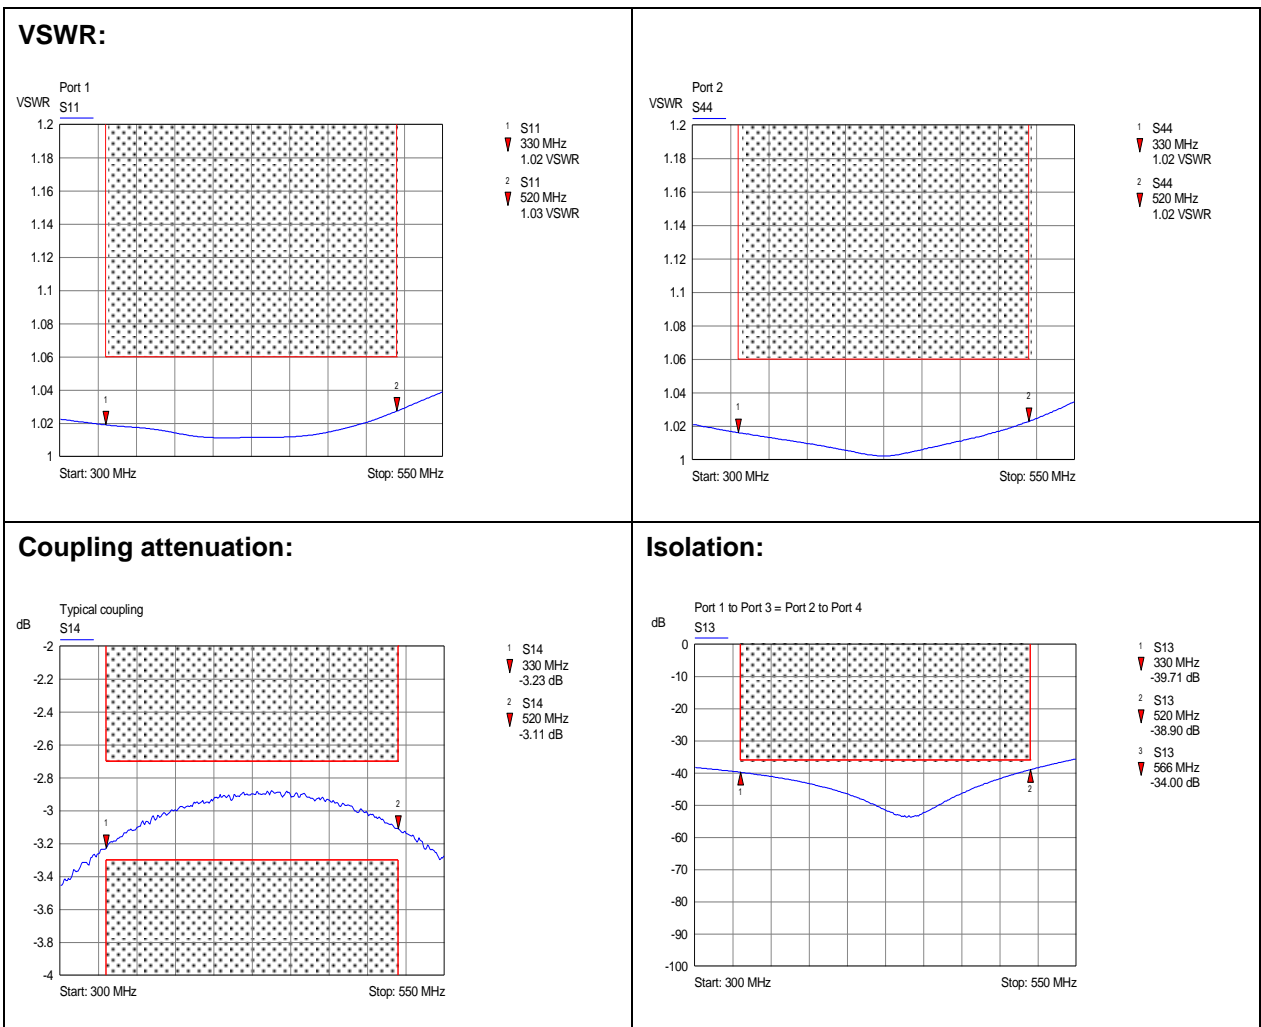 VSWR:
Port 1
VSWR
S11
1.2
1.18
1.16
1.14
1.12
1.1
1.08
1.06
1.04
1.02
1
1
2
Start: 300 MHz
Stop: 550 MHz
1 S11
330 MHz
1.02 VSWR
2 S11
520 MHz
1.03 VSWR
Port 2
VSWR
S44
1.2
1.18
1.16
1.14
1.12
1.1
1.08
1.06
1.04
1.02
1
1
2
Start: 300 MHz
Stop: 550 MHz
1 S44
330 MHz
1.02 VSWR
2 S44
520 MHz
1.02 VSWR
Coupling attenuation:
Typical coupling
dB
S14
-2
-2.2
-2.4
-2.6
-2.8
-3
-3.2
-3.4
-3.6
-3.8
-4
1
2
Start: 300 MHz
Stop: 550 MHz
1 S14
330 MHz
-3.23 dB
2 S14
520 MHz
-3.11 dB
Isolation:
Port 1 to Port 3 = Port 2 to Port 4
dB
S13
0
-10
-20
-30
-40
-50
-60
-70
-80
-90
-100
1
2
Start: 300 MHz
Stop: 550 MHz
1 S13
330 MHz
-39.71 dB
2 S13
520 MHz
-38.90 dB
3 S13
566 MHz
-34.00 dB